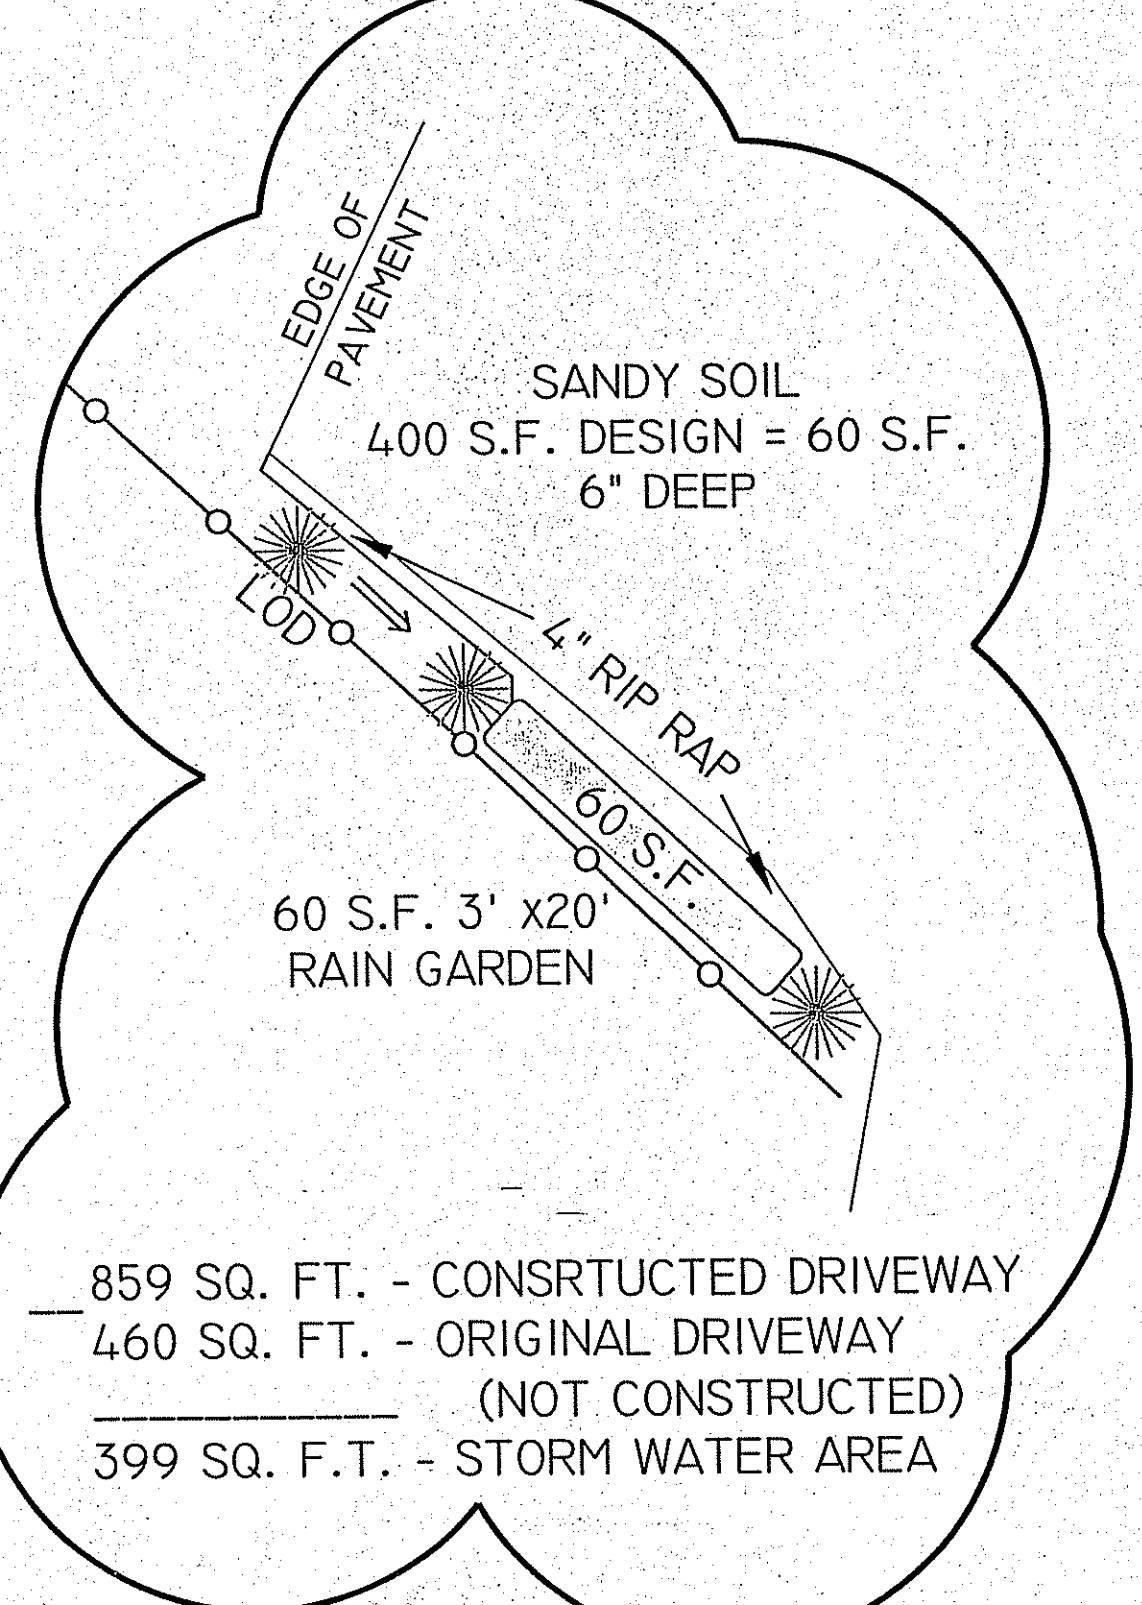 EDGE OF
PAVEMENT
SANDY SOIL
400 S.F. DESIGN = 60 S.F.
6" DEEP
LOD
4" RIP RAP
60 S.F.
60 S.F. 3' X20'
RAIN GARDEN
859 SQ. FT. - CONSRTUCTED DRIVEWAY
460 SQ. FT. - ORIGINAL DRIVEWAY
(NOT CONSTRUCTED)
399 SQ. F.T. - STORM WATER AREA